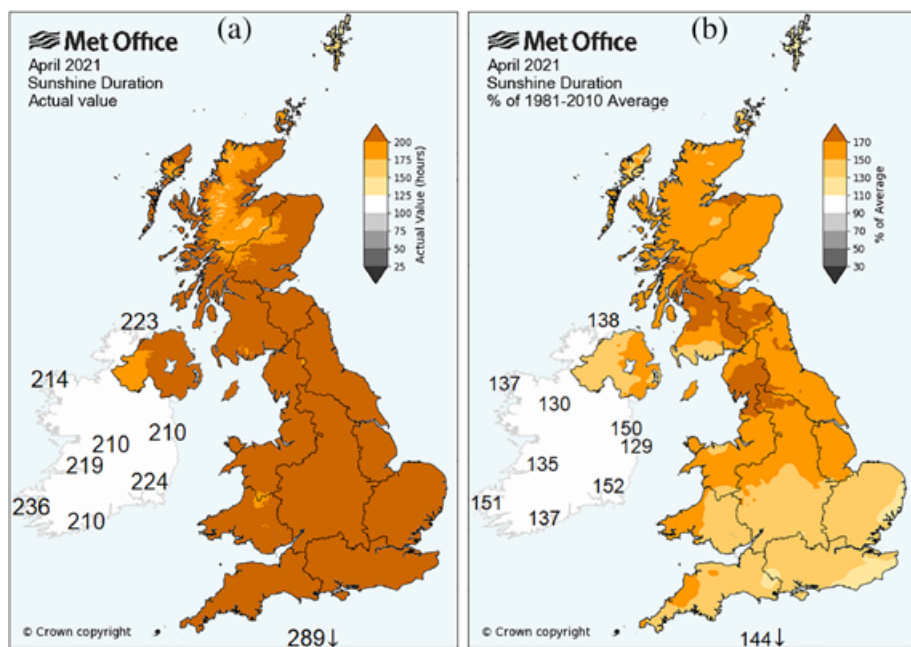 (a)
Met Office
April 2021
Sunshine Duration
Actual value
200
175
150
125
100
75
50
25
Actual Value (hours)
223
214
210
210
219
224
236
210
© Crown copyright
289↓
(b)
Met Office
April 2021
Sunshine Duration
% of 1981-2010 Average
170
150
130
110
90
70
50
30
% of Average
138
137
130
150
129
135
152
151
137
© Crown copyright
144↓